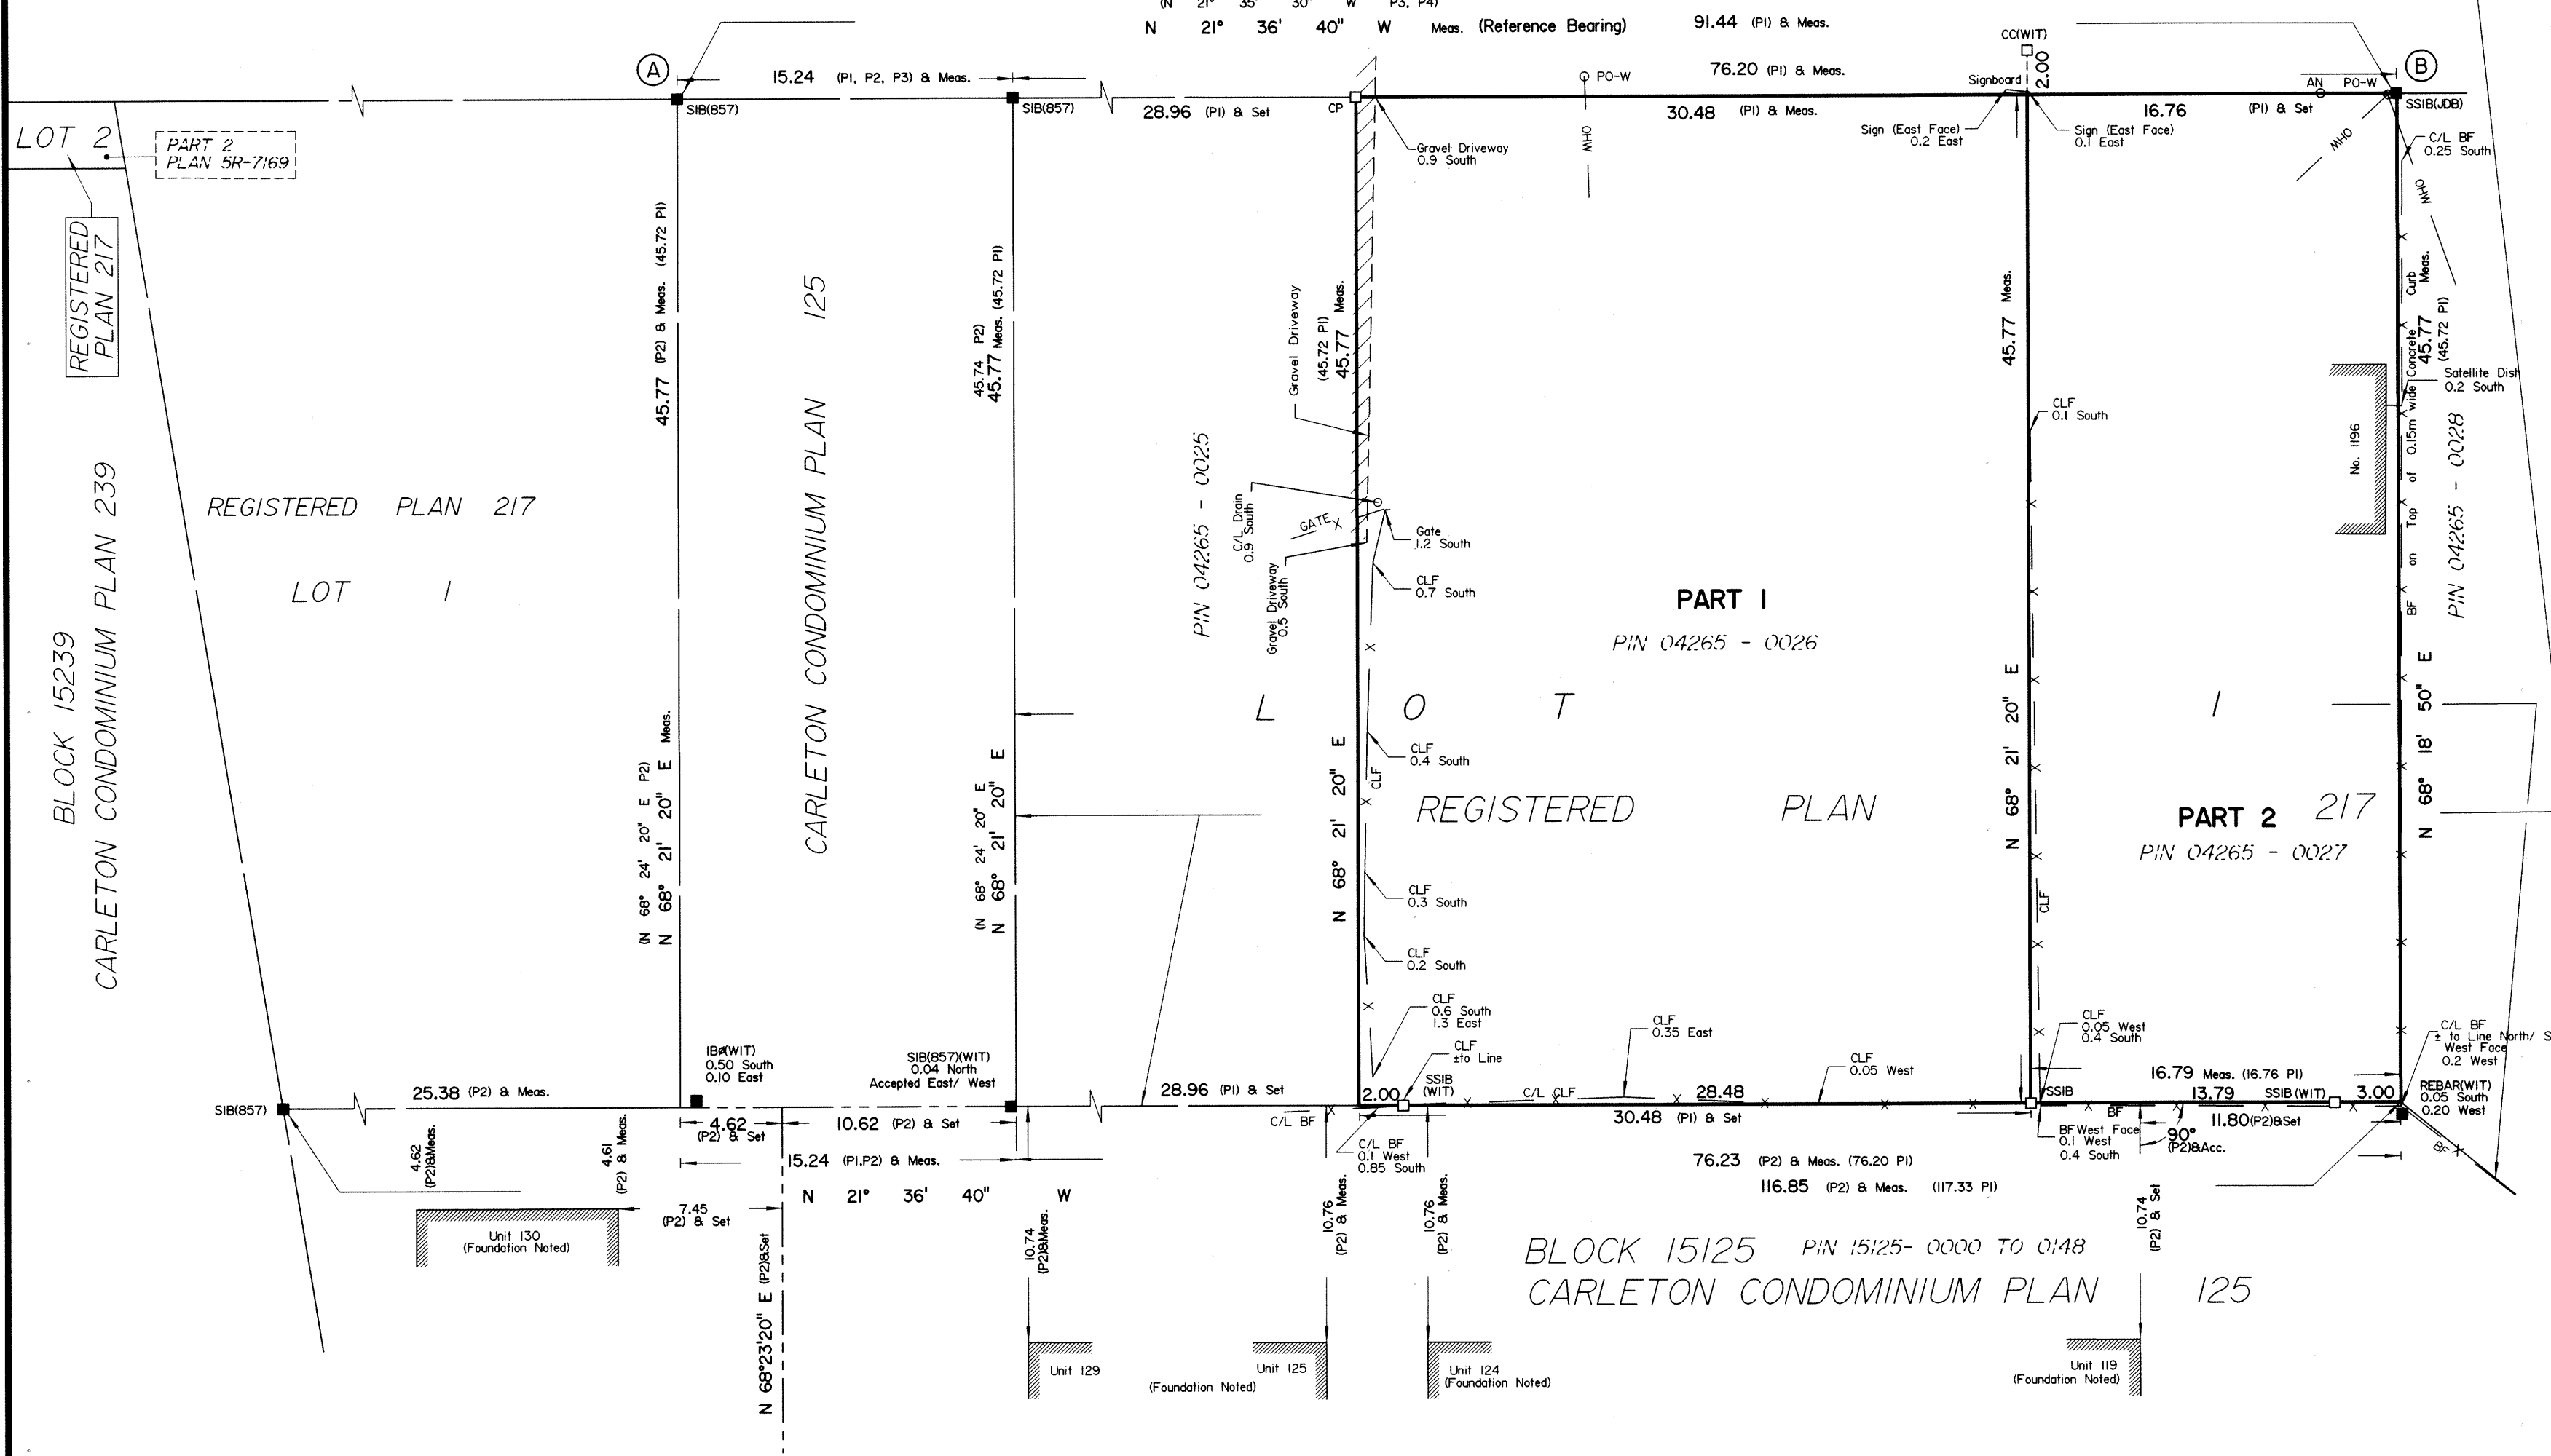 (N 21° 35' 30" W P3, P4)
N 21° 36' 40" W Meas. (Reference Bearing) 91.44 (P1) & Meas.
CC(WIT)
2.00
A
15.24 (P1, P2, P3) & Meas.
PO-W
76.20 (P1) & Meas.
Signboard
AN PO-W
B
SIB(857)
SIB(857)
28.96 (P1) & Set
CP
30.48 (P1) & Meas.
16.76 (P1) & Set
SSIB(JDB)
LOT 2
PART 2
PLAN 5R-7169
Gravel Driveway
0.9 South
OHW
Sign (East Face)
0.2 East
Sign (East Face)
0.1 East
OHW
C/L BF
0.25 South
OHW
REGISTERED
PLAN 217
45.77 (P2) & Meas. (45.72 P1)
45.74 P2)
45.77 Meas. (45.72 P1)
Gravel Driveway
(45.72 P1)
45.77 Meas.
45.77 Meas.
BF on Top of 0.15m wide Concrete Curb
45.77 Meas.
(45.72 P1)
Satellite Dish
0.2 South
No. 1196
CLF
0.1 South
CARLETON CONDOMINIUM PLAN 125
PIN 04265 - 0025
PIN 04265 - 0028
BLOCK 15239
CARLETON CONDOMINIUM PLAN 239
REGISTERED PLAN 217
LOT 1
C/L Drain
0.9 South
GATE
Gate
1.2 South
Gravel Driveway
0.5 South
CLF
0.7 South
PART 1
PIN 04265 - 0026
L O T 1
CLF
0.4 South
CLF
REGISTERED PLAN 217
PART 2
PIN 04265 - 0027
(N 68° 24' 20" E P2)
N 68° 21' 20" E Meas.
(N 68° 24' 20" E
N 68° 21' 20" E
N 68° 21' 20" E
N 68° 21' 20" E
N 68° 18' 50" E
CLF
0.3 South
CLF
CLF
0.2 South
CLF
0.6 South
1.3 East
CLF
±to Line
CLF
0.35 East
CLF
0.05 West
CLF
0.05 West
0.4 South
C/L BF
± to Line North/ S
West Face
0.2 West
IBø(WIT)
0.50 South
0.10 East
SIB(857)(WIT)
0.04 North
Accepted East/ West
SIB(857)
25.38 (P2) & Meas.
28.96 (P1) & Set
2.00
SSIB
(WIT)
C/L CLF
28.48
SSIB
16.79 Meas. (16.76 P1)
13.79
SSIB(WIT)
3.00
REBAR(WIT)
0.05 South
0.20 West
4.62
(P2) & Set
10.62 (P2) & Set
C/L BF
30.48 (P1) & Set
BF
11.80(P2)&Set
BF West Face
0.1 West
0.4 South
90°
(P2)&Acc.
BF
4.62
(P2)&Meas.
4.61
(P2) & Meas.
15.24 (P1,P2) & Meas.
C/L BF
0.1 West
0.85 South
76.23 (P2) & Meas. (76.20 P1)
116.85 (P2) & Meas. (117.33 P1)
N 21° 36' 40" W
7.45
(P2) & Set
Unit 130
(Foundation Noted)
10.74
(P2)&Meas.
10.76
(P2) & Meas.
10.76
(P2) & Meas.
10.74
(P2) & Set
N 68°23'20" E (P2)&Set
BLOCK 15125 PIN 15125- 0000 TO 0148
CARLETON CONDOMINIUM PLAN 125
Unit 129
Unit 125
(Foundation Noted)
Unit 124
(Foundation Noted)
Unit 119
(Foundation Noted)